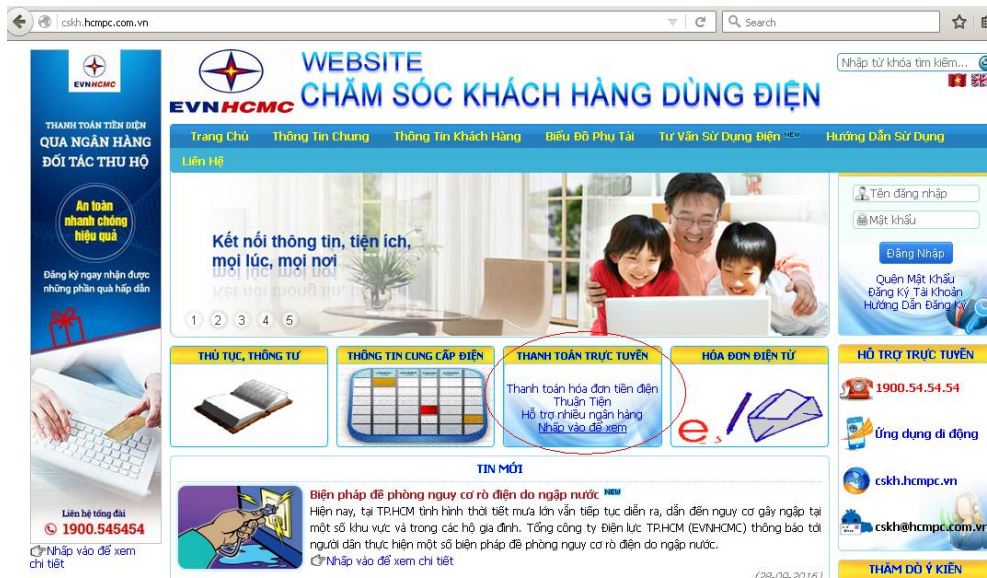 cskh.hcmpc.com.vn
Search
EVNHCMC
THANH TOÁN TIỀN ĐIỆN
QUA NGÂN HÀNG
ĐỐI TÁC THU HỘ
An toàn
nhanh chóng
hiệu quả
Đăng ký ngay nhận được
những phần quà hấp dẫn
Liên hệ tổng đài
1900.545454
Nhấp vào để xem
chi tiết
EVNHCMC
WEBSITE
CHĂM SÓC KHÁCH HÀNG DÙNG ĐIỆN
Nhập từ khóa tìm kiếm...
Trang Chủ Thông Tin Chung Thông Tin Khách Hàng Biểu Đồ Phụ Tải Tư Vấn Sử Dụng Điện NEW Hướng Dẫn Sử Dụng
Liên Hệ
Kết nối thông tin, tiện ích,
mọi lúc, mọi nơi
1 2 3 4 5
Tên đăng nhập
Mật khẩu
Đăng Nhập
Quên Mật Khẩu
Đăng Ký Tài Khoản
Hướng Dẫn Đăng Ký
THỦ TỤC, THÔNG TƯ
THÔNG TIN CUNG CẤP ĐIỆN
THANH TOÁN TRỰC TUYẾN
Thanh toán hóa đơn tiền điện
Thuận Tiện
Hỗ trợ nhiều ngân hàng
Nhấp vào để xem
HÓA ĐƠN ĐIỆN TỬ
HỖ TRỢ TRỰC TUYẾN
1900.54.54.54
Ứng dụng di động
cskh.hcmpc.vn
cskh@hcmpc.com.vn
THĂM DÒ Ý KIẾN
TIN MỚI
Biện pháp đề phòng nguy cơ rò điện do ngập nước NEW
Hiện nay, tại TP.HCM tình hình thời tiết mưa lớn vẫn tiếp tục diễn ra, dẫn đến nguy cơ gây ngập tại
một số khu vực và trong các hộ gia đình. Tổng công ty Điện lực TP.HCM (EVNHCMC) thông báo tới
người dân thực hiện một số biện pháp đề phòng nguy cơ rò điện do ngập nước.
Nhấp vào để xem chi tiết
(28-09-2016)